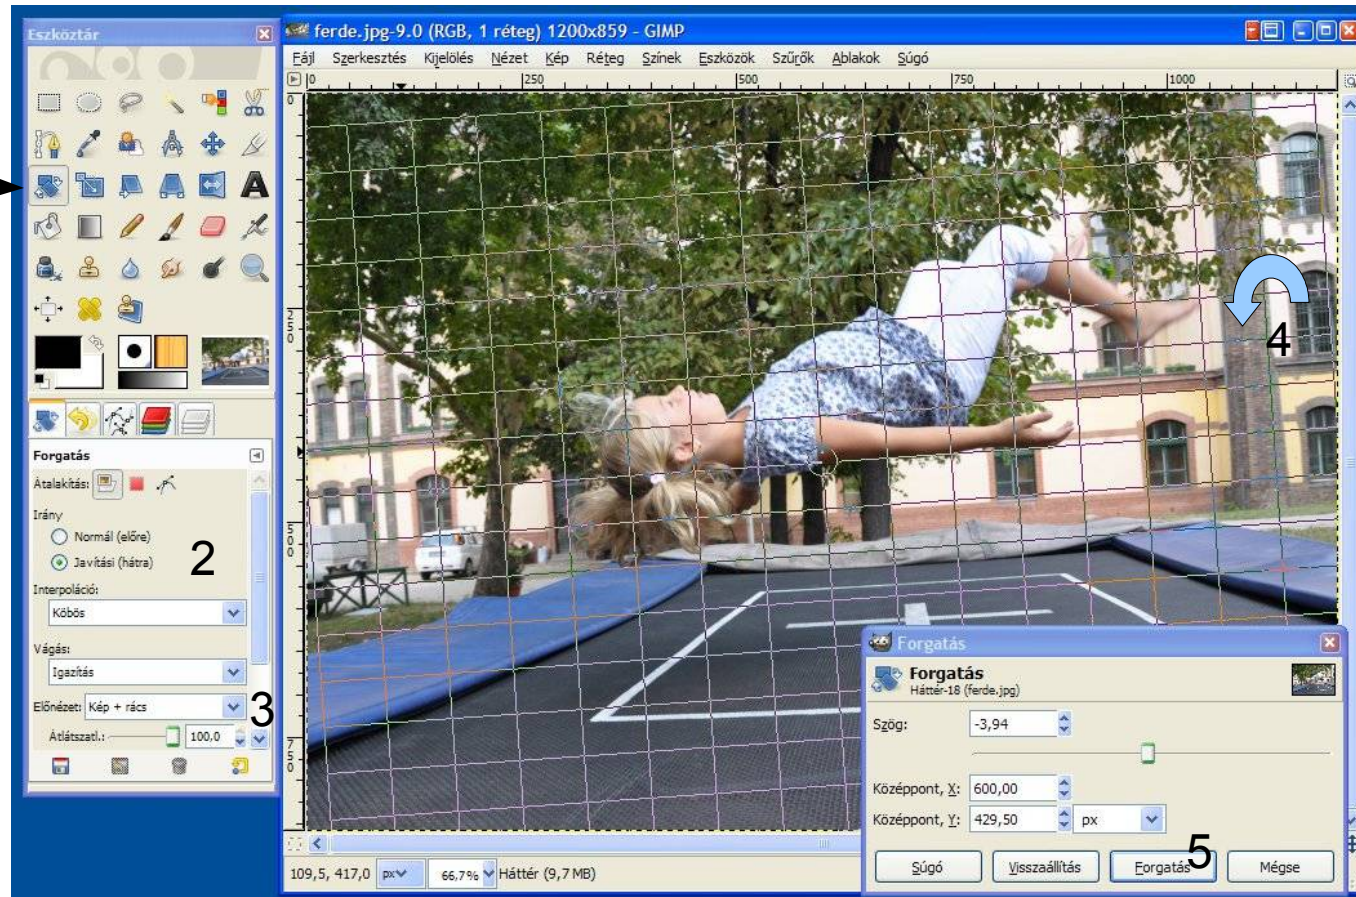 Eszköztár
ferde.jpg-9.0 (RGB, 1 réteg) 1200x859 - GIMP
Fájl Szerkesztés Kijelölés Nézet Kép Réteg Színek Eszközök Szűrők Ablakok Súgó
0 250 500 750 1000
0
250
500
750
4
Forgatás
Átalakítás:
Irány
Normál (előre)
2
Javítási (hátra)
Interpoláció:
Köbös
Vágás:
Igazítás
Előnézet: Kép + rács
3
Átlátszatl.: 100,0
Forgatás
Forgatás
Háttér-18 (ferde.jpg)
Szög: -3,94
Középpont, X: 600,00
Középpont, Y: 429,50 px
5
Súgó Visszaállítás Forgatás Mégse
109,5, 417,0 px 66,7% Háttér (9,7 MB)